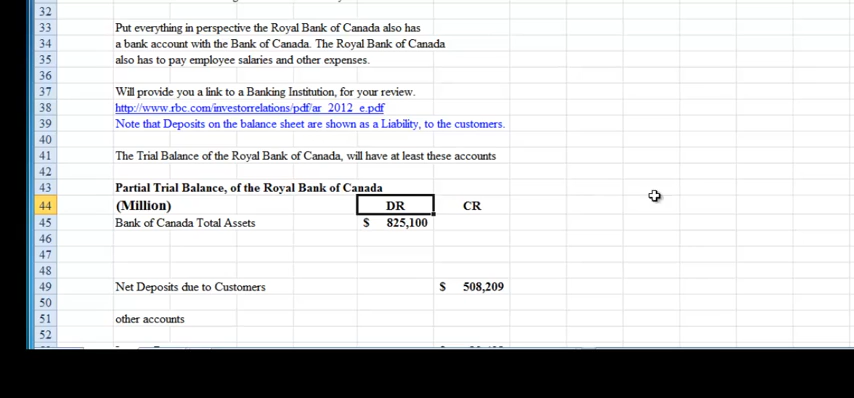 32
33 Put everything in perspective the Royal Bank of Canada also has
34 a bank account with the Bank of Canada. The Royal Bank of Canada
35 also has to pay employee salaries and other expenses.
36
37 Will provide you a link to a Banking Institution, for your review.
38 http://www.rbc.com/investorrelations/pdf/ar_2012_e.pdf
39 Note that Deposits on the balance sheet are shown as a Liability, to the customers.
40
41 The Trial Balance of the Royal Bank of Canada, will have at least these accounts
42
43 Partial Trial Balance, of the Royal Bank of Canada
44 (Million) DR CR
45 Bank of Canada Total Assets $ 825,100
46
47
48
49 Net Deposits due to Customers $ 508,209
50
51 other accounts
52